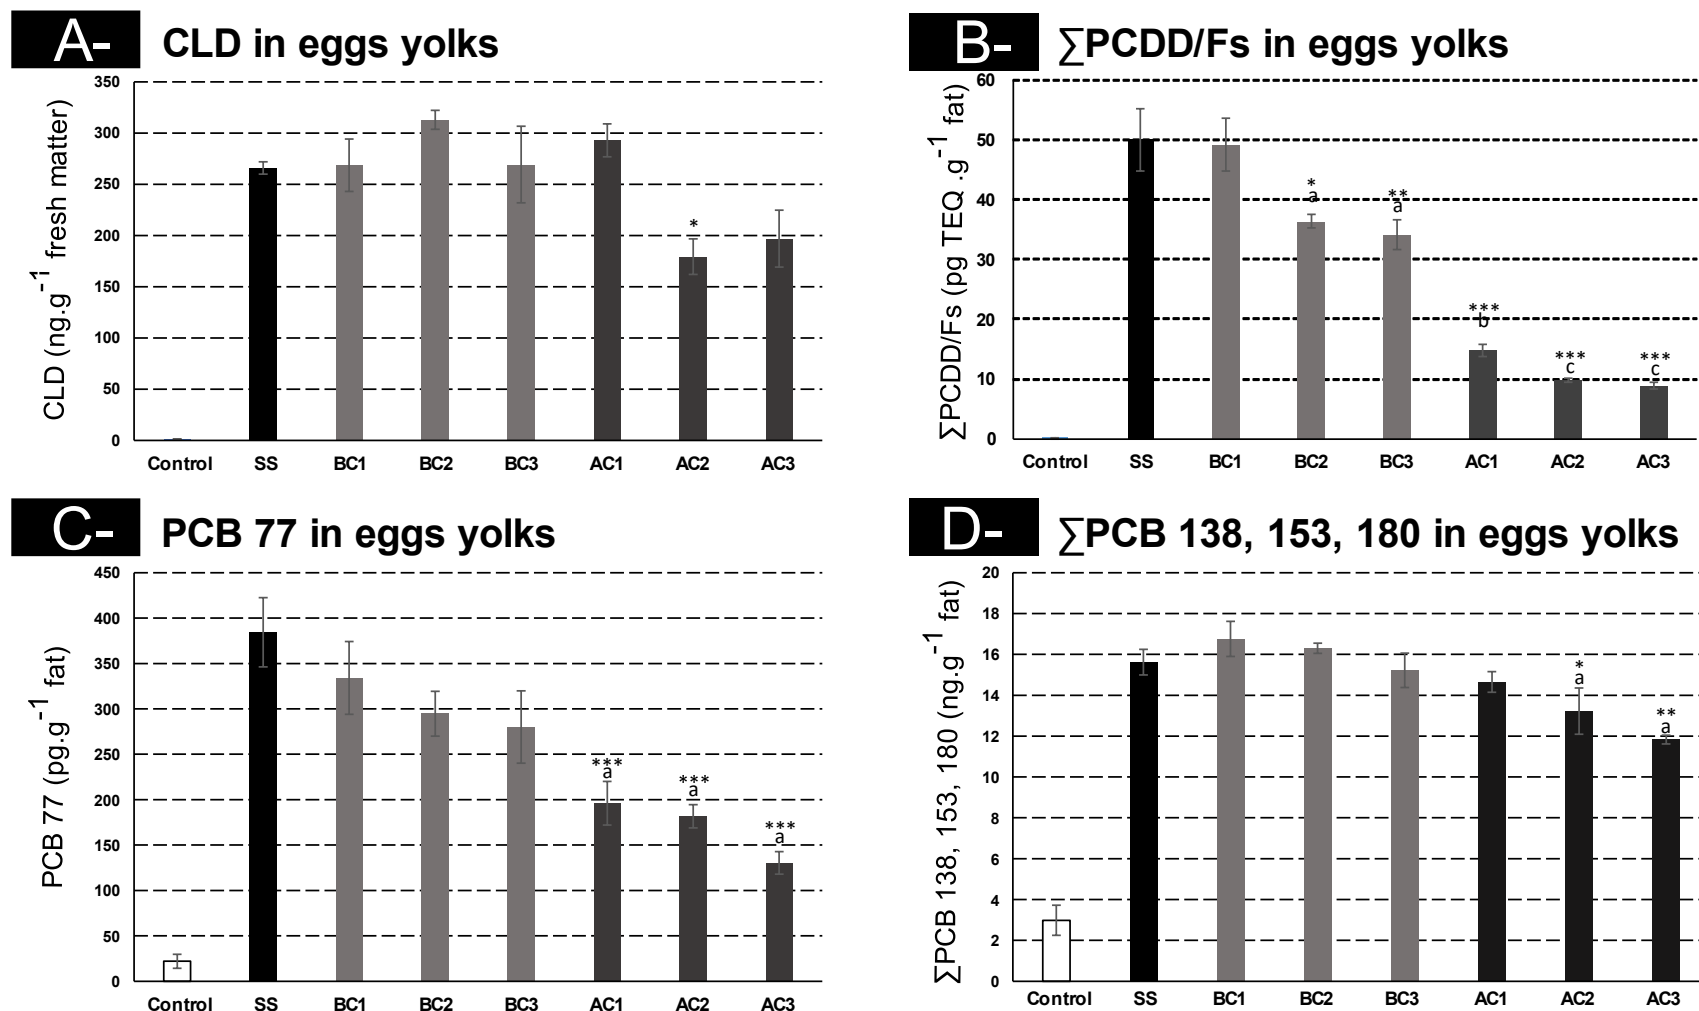 A- CLD in eggs yolks
CLD (ng.g⁻¹ fresh matter)
350
300
250
200
150
100
50
0
*
Control SS BC1 BC2 BC3 AC1 AC2 AC3
B- ∑PCDD/Fs in eggs yolks
∑PCDD/Fs (pg TEQ .g⁻¹ fat)
60
50
40
30
20
10
0
* ** *** *** ***
a a b c c
Control SS BC1 BC2 BC3 AC1 AC2 AC3
C- PCB 77 in eggs yolks
PCB 77 (pg.g⁻¹ fat)
450
400
350
300
250
200
150
100
50
0
*** *** ***
a a a
Control SS BC1 BC2 BC3 AC1 AC2 AC3
D- ∑PCB 138, 153, 180 in eggs yolks
∑PCB 138, 153, 180 (ng.g⁻¹ fat)
20
18
16
14
12
10
8
6
4
2
0
* **
a a
Control SS BC1 BC2 BC3 AC1 AC2 AC3